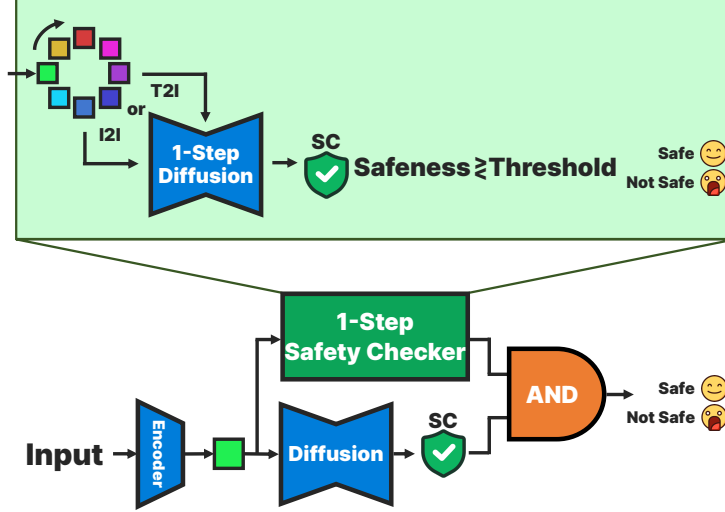 T2I
or
I2I
1-Step
Diffusion
SC
Safeness≷Threshold
Safe
Not Safe
1-Step
Safety Checker
AND
Safe
Not Safe
Input
Encoder
Diffusion
SC